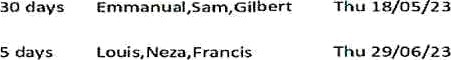 30 days Emmanual,Sam,Gilbert Thu 18/05/23
5 days Louis,Neza,Francis Thu 29/06/23